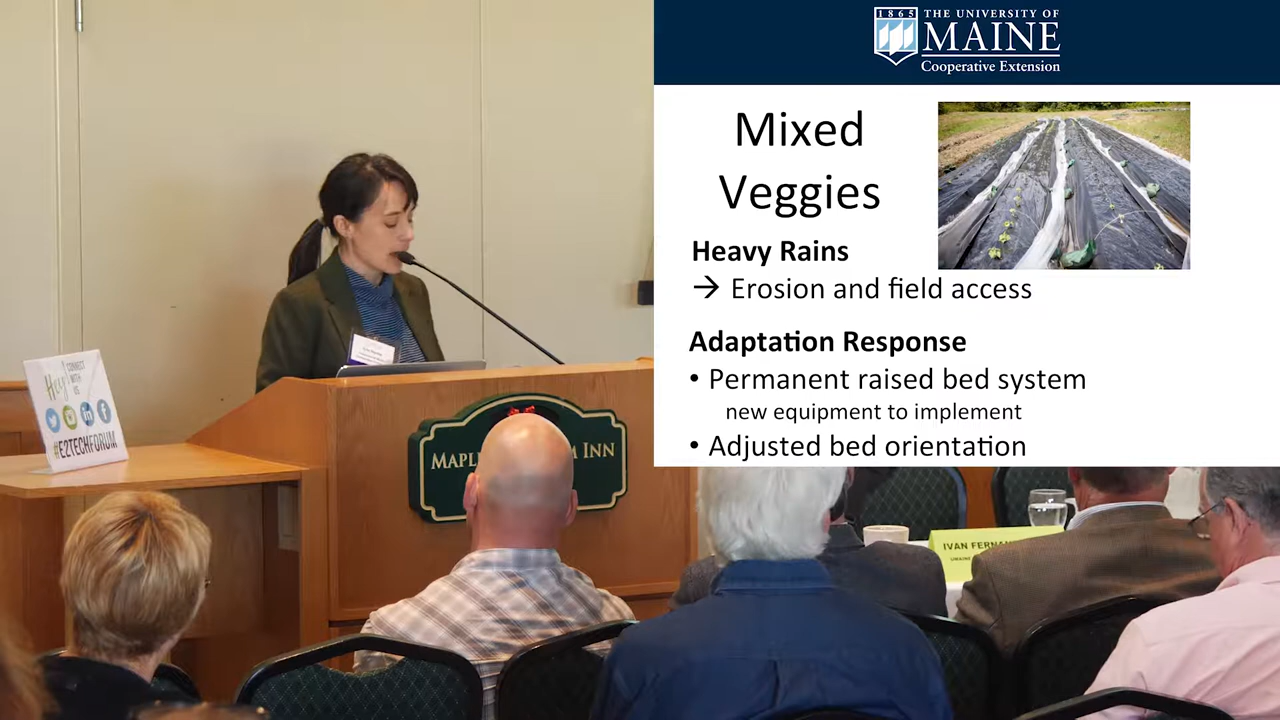 1865
THE UNIVERSITY OF
MAINE
Cooperative Extension
Mixed
Veggies
Heavy Rains
→ Erosion and field access
Adaptation Response
• Permanent raised bed system
new equipment to implement
• Adjusted bed orientation
Hey!
CONNECT
WITH
US
#E2TECHFORUM
INN
IVAN